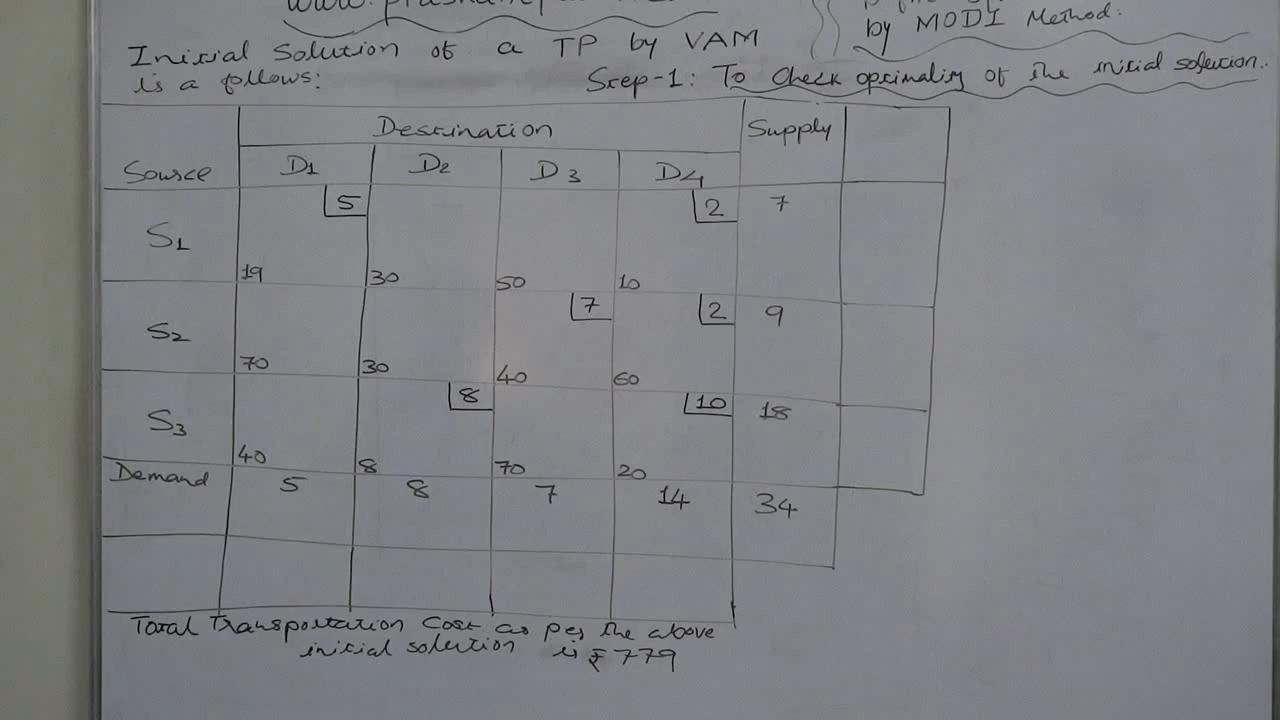 by MODI Method.
Initial Solution of a TP by VAM
is a follows:
Step-1: To Check optimality of the initial solution.
Source
Destination
Supply
D1 D2 D3 D4
S1
5
2
7
19 30 50 10
S2
7
2
9
70 30 40 60
S3
8
10
18
40 8 70 20
Demand
5 8 7 14 34
Total Transportation Cost as per the above
initial solution is ₹ 779